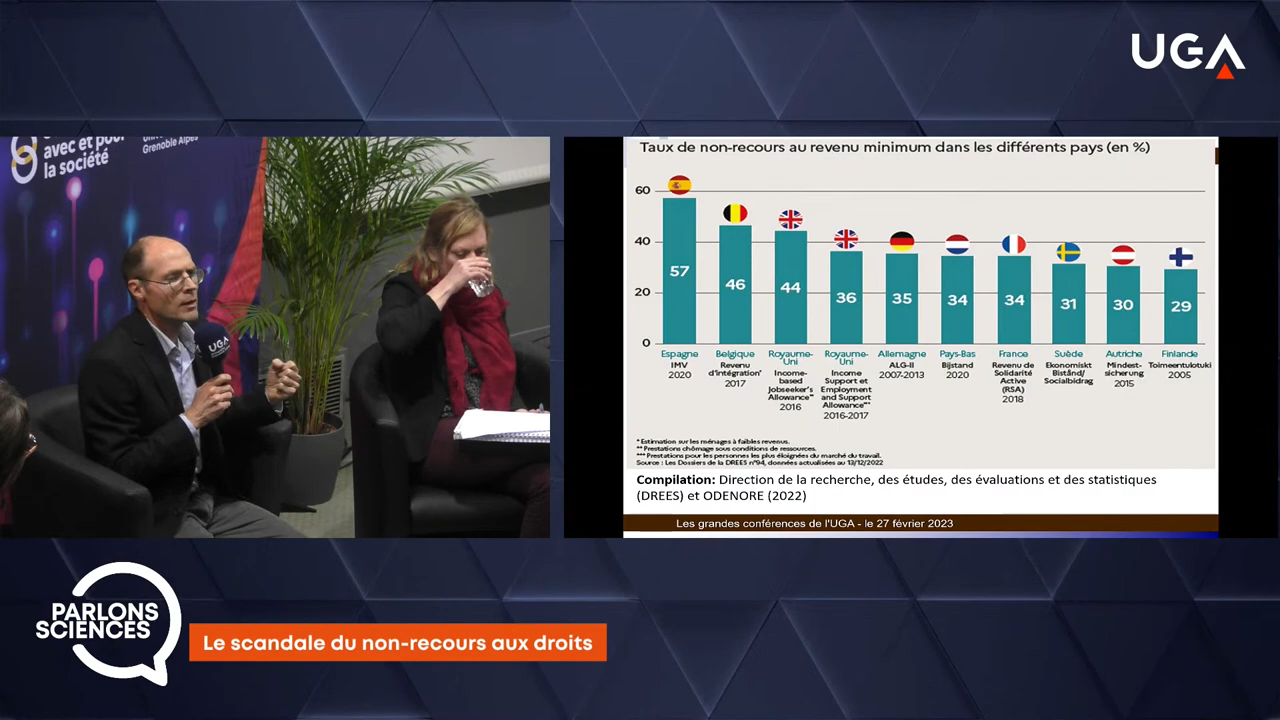 UGA
avec et pour
la société
Grenoble Alpes
UGA
Taux de non-recours au revenu minimum dans les différents pays (en %)
60
40
20
0
57
46
44
36
35
34
34
31
30
29
Espagne
IMV
2020
Belgique
Revenu
d'intégration*
2017
Royaume-
Uni
Income-
based
Jobseeker's
Allowance**
2016
Royaume-
Uni
Income
Support et
Employment
and Support
Allowance***
2016-2017
Allemagne
ALG-II
2007-2013
Pays-Bas
Bijstand
2020
France
Revenu de
Solidarité
Active
(RSA)
2018
Suède
Ekonomiskt
Bistånd/
Socialbidrag
Autriche
Mindest-
sicherung
2015
Finlande
Toimeentulotuki
2005
* Estimation sur les ménages à faibles revenus.
** Prestations chômage sous conditions de ressources.
*** Prestations pour les personnes les plus éloignées du marché du travail.
Source : Les Dossiers de la DREES n°94, données actualisées au 13/12/2022
Compilation: Direction de la recherche, des études, des évaluations et des statistiques
(DREES) et ODENORE (2022)
Les grandes conférences de l'UGA - le 27 février 2023
PARLONS
SCIENCES
Le scandale du non-recours aux droits